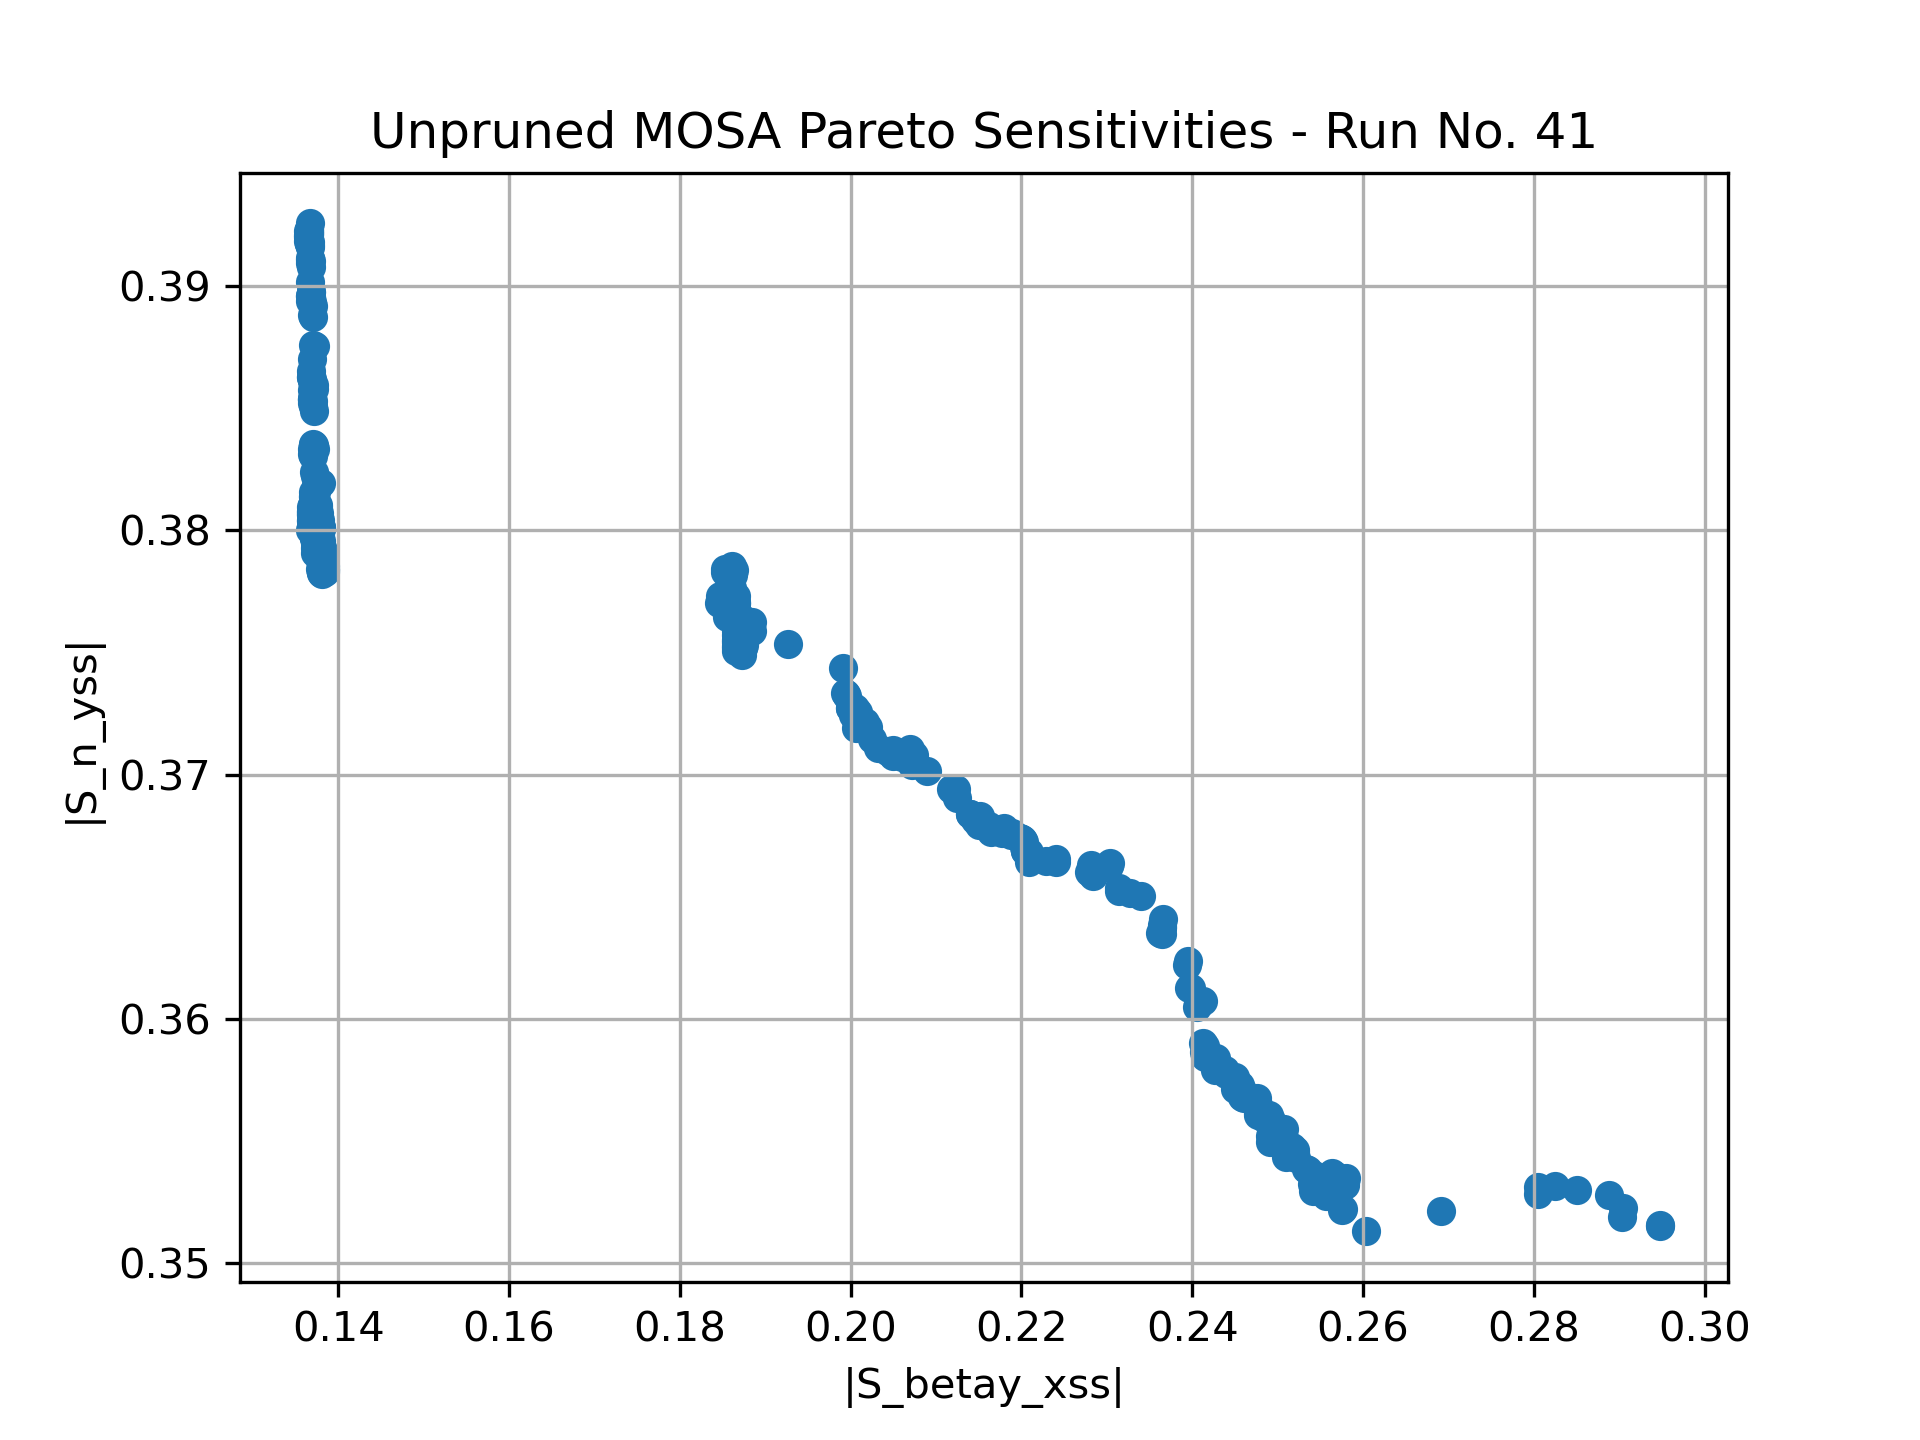 Unpruned MOSA Pareto Sensitivities - Run No. 41
0.39
0.38
0.37
0.36
0.35
|S_n_yss|
0.14 0.16 0.18 0.20 0.22 0.24 0.26 0.28 0.30
|S_betay_xss|